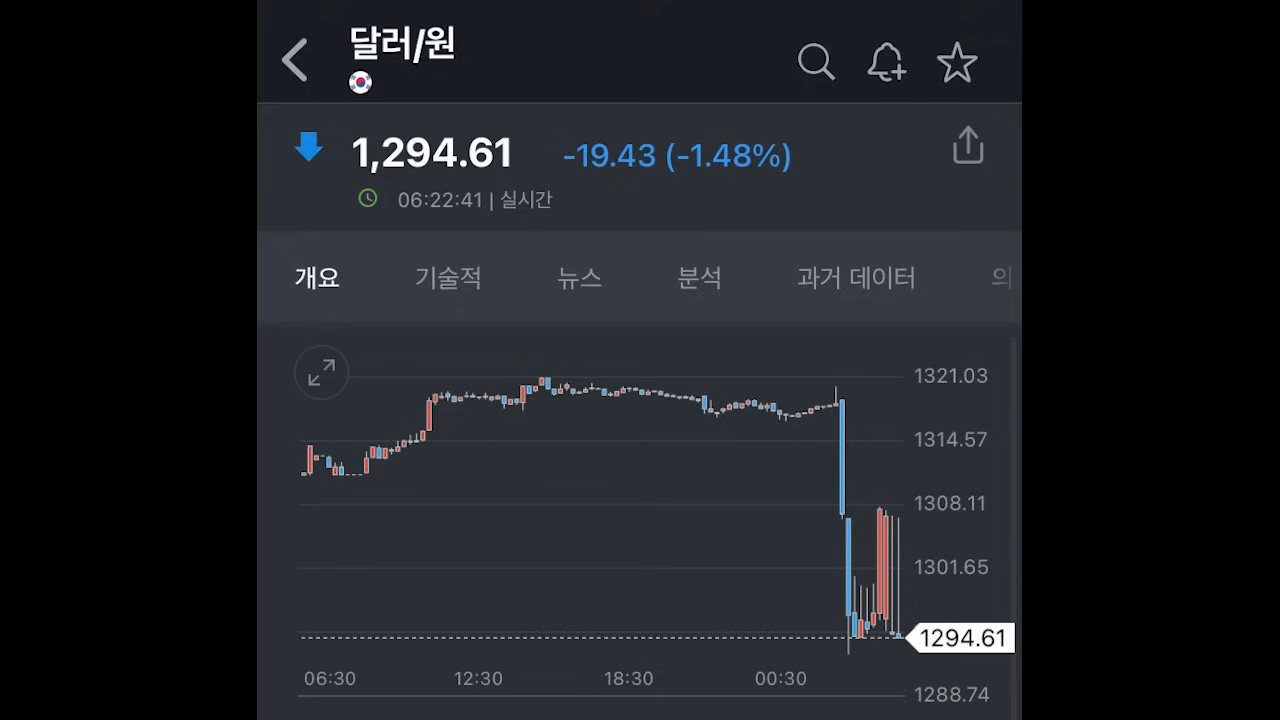 달러/원
1,294.61 -19.43 (-1.48%)
06:22:41 | 실시간
개요 기술적 뉴스 분석 과거 데이터 의
1321.03
1314.57
1308.11
1301.65
1294.61
06:30 12:30 18:30 00:30
1288.74